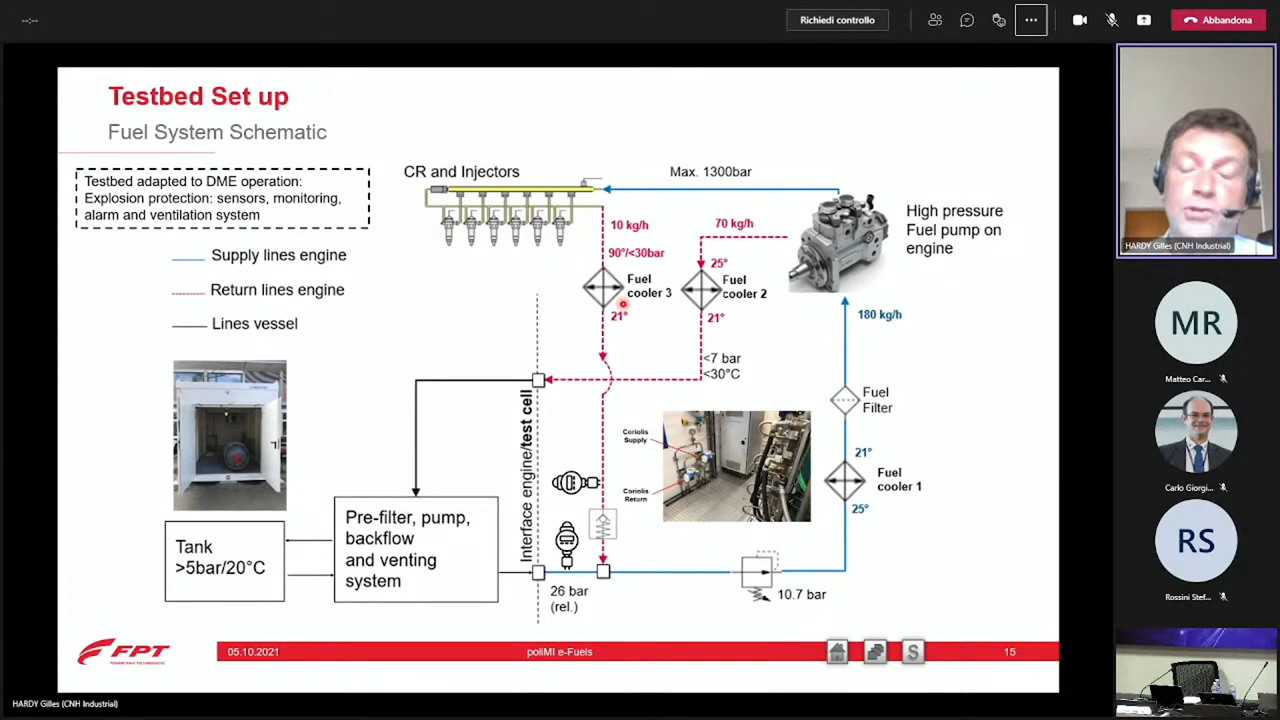 --:--
Richiedi controllo
Abbandona
Testbed Set up
Fuel System Schematic
Testbed adapted to DME operation:
Explosion protection: sensors, monitoring,
alarm and ventilation system
Supply lines engine
Return lines engine
Lines vessel
CR and Injectors
Max. 1300bar
High pressure
Fuel pump on
engine
10 kg/h
70 kg/h
90°/<30bar
25°
Fuel
cooler 3
Fuel
cooler 2
21°
21°
180 kg/h
<7 bar
<30°C
Fuel
Filter
Interface engine/test cell
Coriolis
Supply
Coriolis
Return
21°
Fuel
cooler 1
25°
Tank
>5bar/20°C
Pre-filter, pump,
backflow
and venting
system
26 bar
(rel.)
10.7 bar
FPT
05.10.2021
poliMI e-Fuels
S
15
HARDY Gilles (CNH Industrial)
HARDY Gilles (CNH Industrial)
MR
Matteo Car...
Carlo Giorgi...
RS
Rossini Stef...